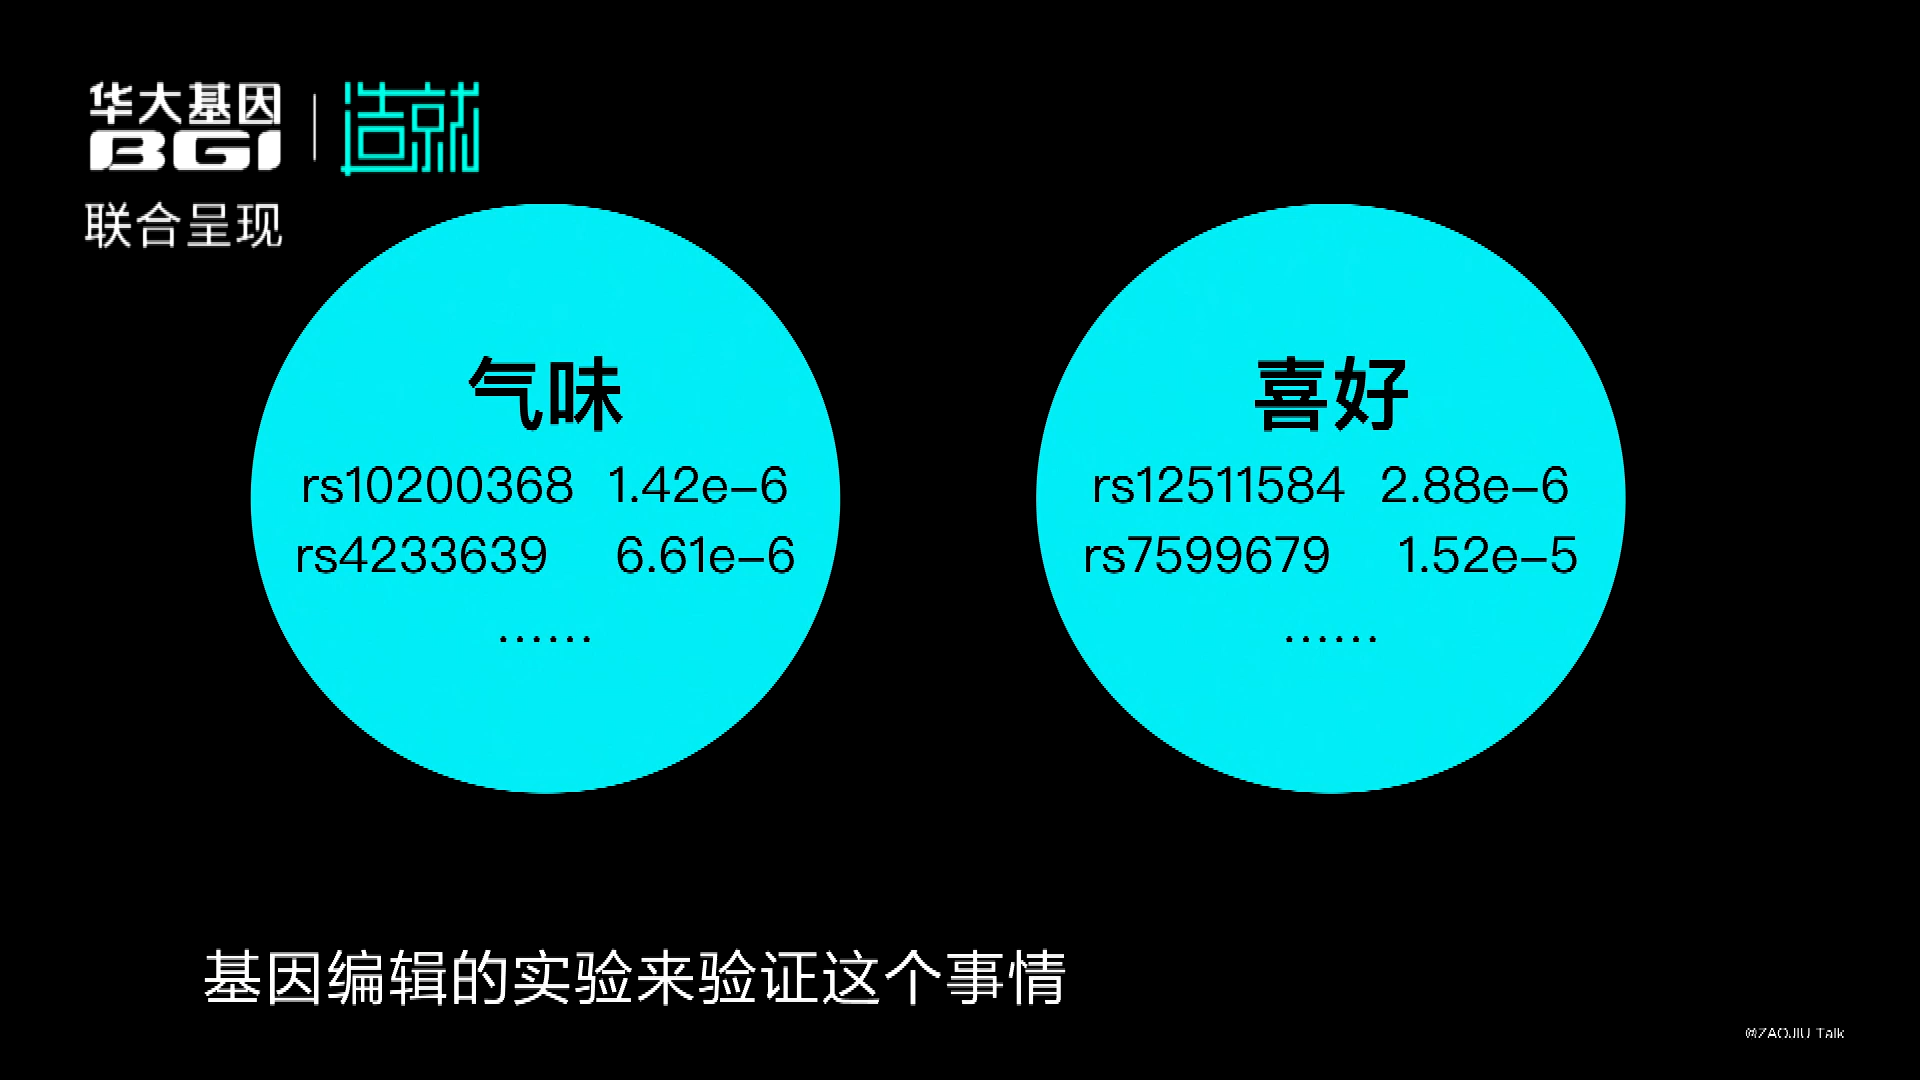 华大基因
BGI
造就
联合呈现
气味
rs10200368 1.42e-6
rs4233639 6.61e-6
······
喜好
rs12511584 2.88e-6
rs7599679 1.52e-5
······
基因编辑的实验来验证这个事情
@ZAOJIU Talk